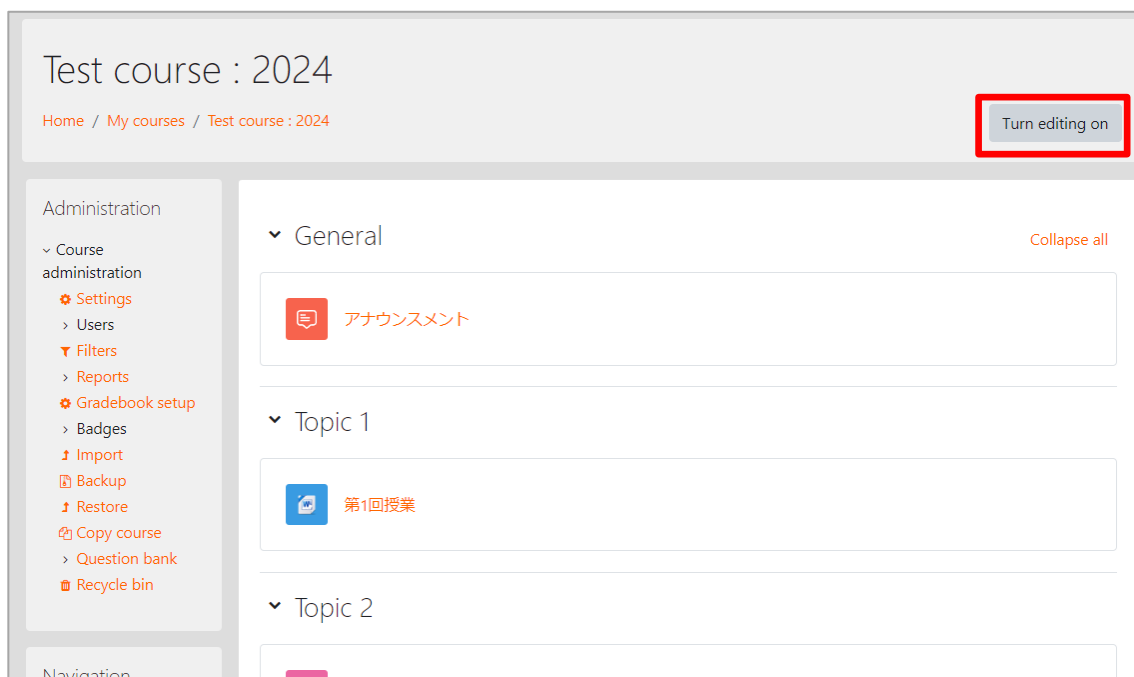 Test course : 2024
Home / My courses / Test course : 2024
Turn editing on
Administration
Course
administration
Settings
Users
Filters
Reports
Gradebook setup
Badges
Import
Backup
Restore
Copy course
Question bank
Recycle bin
Navigation
General
Collapse all
アナウンスメント
Topic 1
第1回授業
Topic 2